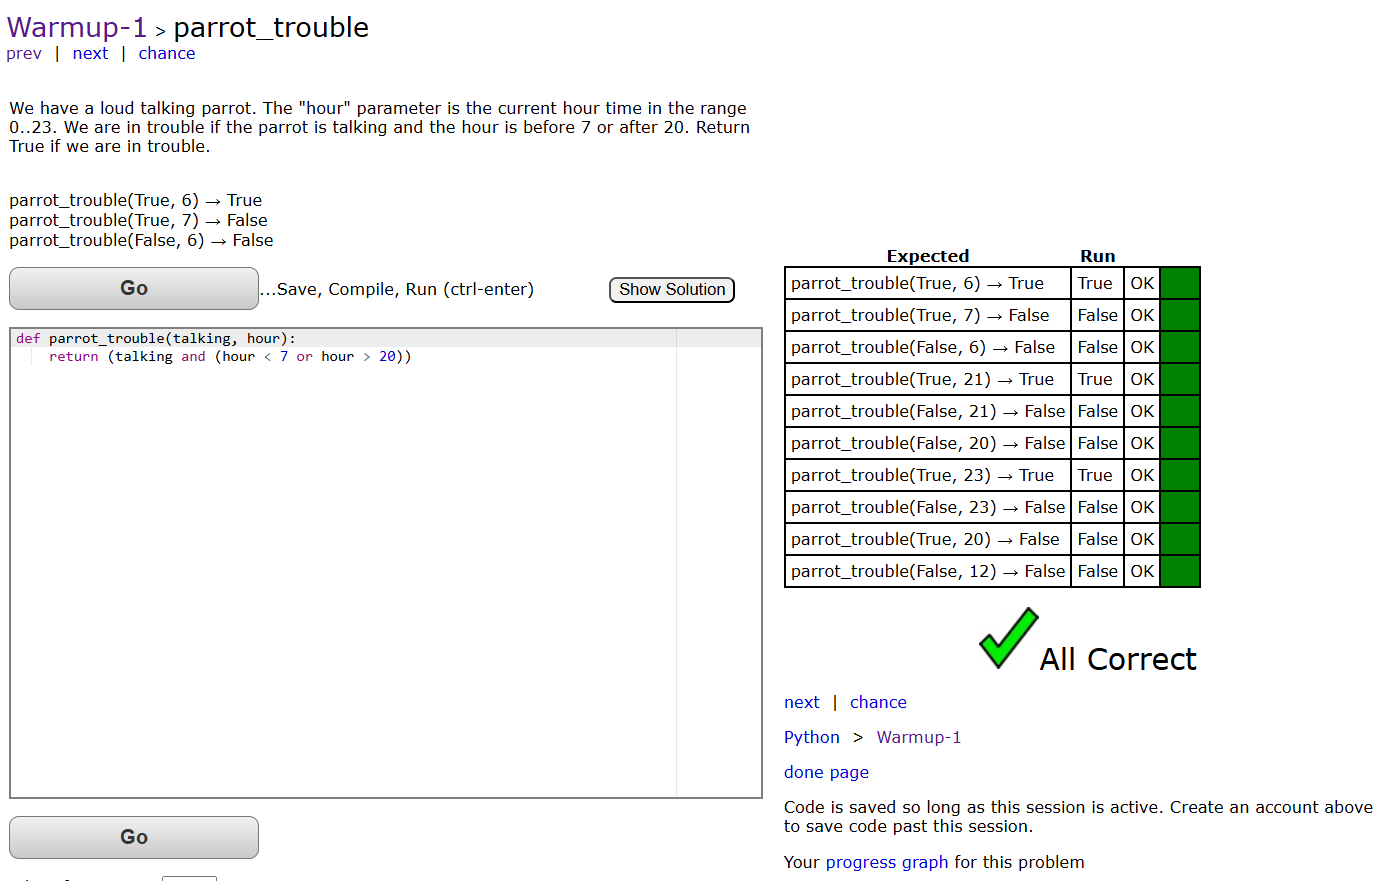 Warmup-1 > parrot_trouble
prev | next | chance
We have a loud talking parrot. The "hour" parameter is the current hour time in the range
0..23. We are in trouble if the parrot is talking and the hour is before 7 or after 20. Return
True if we are in trouble.
parrot_trouble(True, 6) → True
parrot_trouble(True, 7) → False
parrot_trouble(False, 6) → False
Go ...Save, Compile, Run (ctrl-enter) Show Solution
def parrot_trouble(talking, hour):
    return (talking and (hour < 7 or hour > 20))
Go
Expected Run
parrot_trouble(True, 6) → True True OK
parrot_trouble(True, 7) → False False OK
parrot_trouble(False, 6) → False False OK
parrot_trouble(True, 21) → True True OK
parrot_trouble(False, 21) → False False OK
parrot_trouble(False, 20) → False False OK
parrot_trouble(True, 23) → True True OK
parrot_trouble(False, 23) → False False OK
parrot_trouble(True, 20) → False False OK
parrot_trouble(False, 12) → False False OK
All Correct
next | chance
Python > Warmup-1
done page
Code is saved so long as this session is active. Create an account above
to save code past this session.
Your progress graph for this problem